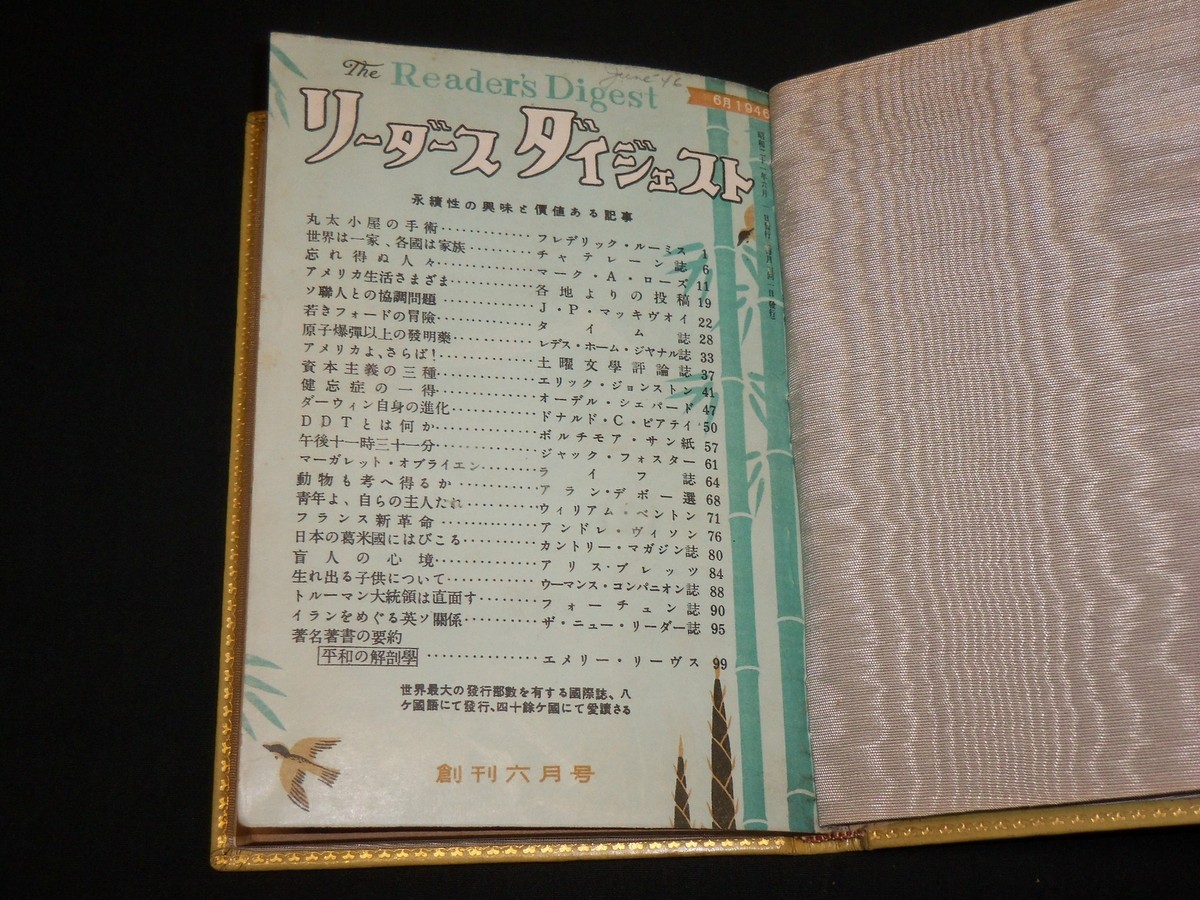 The Reader's Digest
June 46
6月1946
リーダーズ ダイジェスト
永續性の興味と價値ある記事
丸太小屋の手術・・・・・・・・・・・・・フレデリック・ルーミス 1
世界は一家、各國は家族・・・・・・・・・・チャテレーン誌 6
忘れ得ぬ人々・・・・・・・・・・・・・マーク・A・ローズ 11
アメリカ生活さまざま・・・・・・・・・・・・各地よりの投稿 19
ソ聯人との協調問題・・・・・・・・・・・・J・P・マッキヴォイ 22
若きフォードの冒險・・・・・・・・・・・・・タイム誌 28
原子爆彈以上の發明藥・・・・・・・・・・・レデス・ホーム・ジャナル誌 33
アメリカよ、さらば!・・・・・・・・・・・・土曜文學評論誌 37
資本主義の三種・・・・・・・・・・・・・エリック・ジョンストン 41
健忘症の一得・・・・・・・・・・・・・オーデル・シェパード 47
ダーウィン自身の進化・・・・・・・・・・・ドナルド・C・ピアテイ 50
DDTとは何か・・・・・・・・・・・・・ボルチモア・サン紙 57
午後十一時三十一分・・・・・・・・・・・・・ジャック・フォスター 61
マーガレット・オブライエン・・・・・・・・ライフ誌 64
動物も考へ得るか・・・・・・・・・・・・アラン・デボー選 68
靑年よ、自らの主人たれ・・・・・・・・・・ウィリアム・ベントン 71
フランス新革命・・・・・・・・・・・・・アンドレ・ヴィソン 76
日本の葛米國にはびこる・・・・・・・・・・カントリー・マガジン誌 80
盲人の心境・・・・・・・・・・・・・アリス・ブレッツ 84
生れ出る子供について・・・・・・・・・・・・ウーマンス・コンパニオン誌 88
トルーマン大統領は直面す・・・・・・・・フォーチュン誌 90
イランをめぐる英ソ關係・・・・・・・・・・ザ・ニュー・リーダー誌 95
著名著書の要約
平和の解剖學・・・・・・・・・・・・・・・エメリー・リーヴス 99
世界最大の發行部數を有する國際誌、八
ケ國語にて發行、四十餘ケ國にて愛讀さる
創刊六月号
昭和二十一年六月一